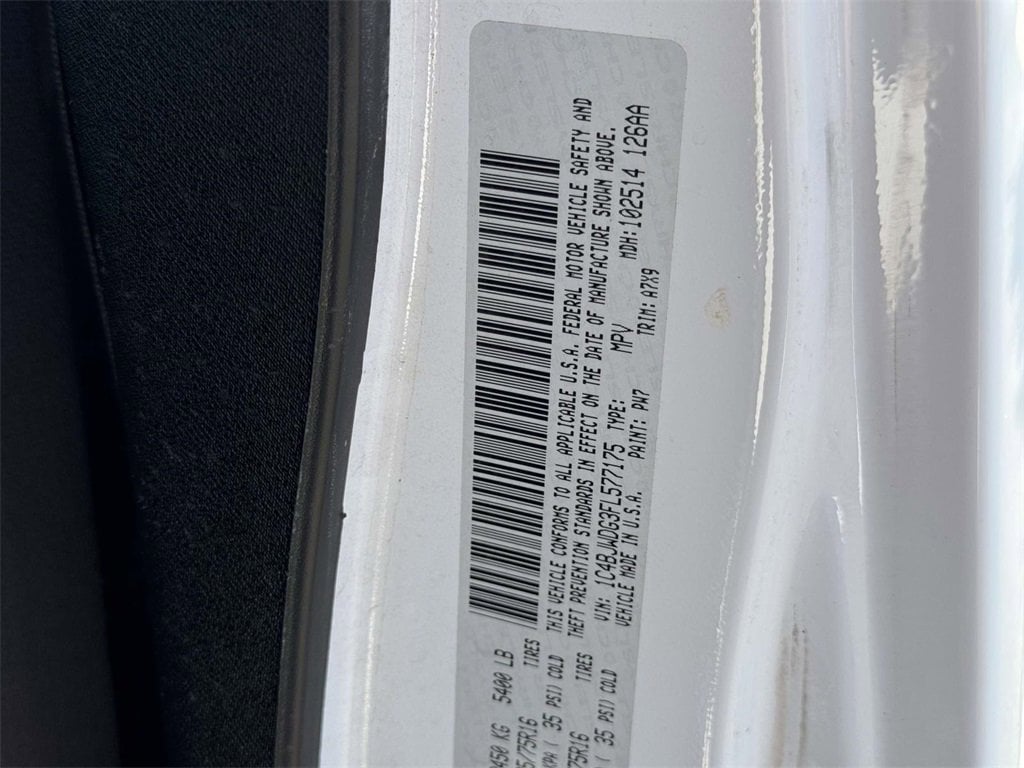 450 KG 5400 LB
5/75R16 TIRES
KPA ( 35 PSI) COLD
75R16 TIRES
( 35 PSI) COLD
THIS VEHICLE CONFORMS TO ALL APPLICABLE U.S.A. FEDERAL MOTOR VEHICLE SAFETY AND
THEFT PREVENTION STANDARDS IN EFFECT ON THE DATE OF MANUFACTURE SHOWN ABOVE.
VIN: 1C4BJWDG3FL577175 TYPE: MPV MDH:102514 126AA
VEHICLE MADE IN U.S.A. PAINT: PW7 TRIM: A7X9